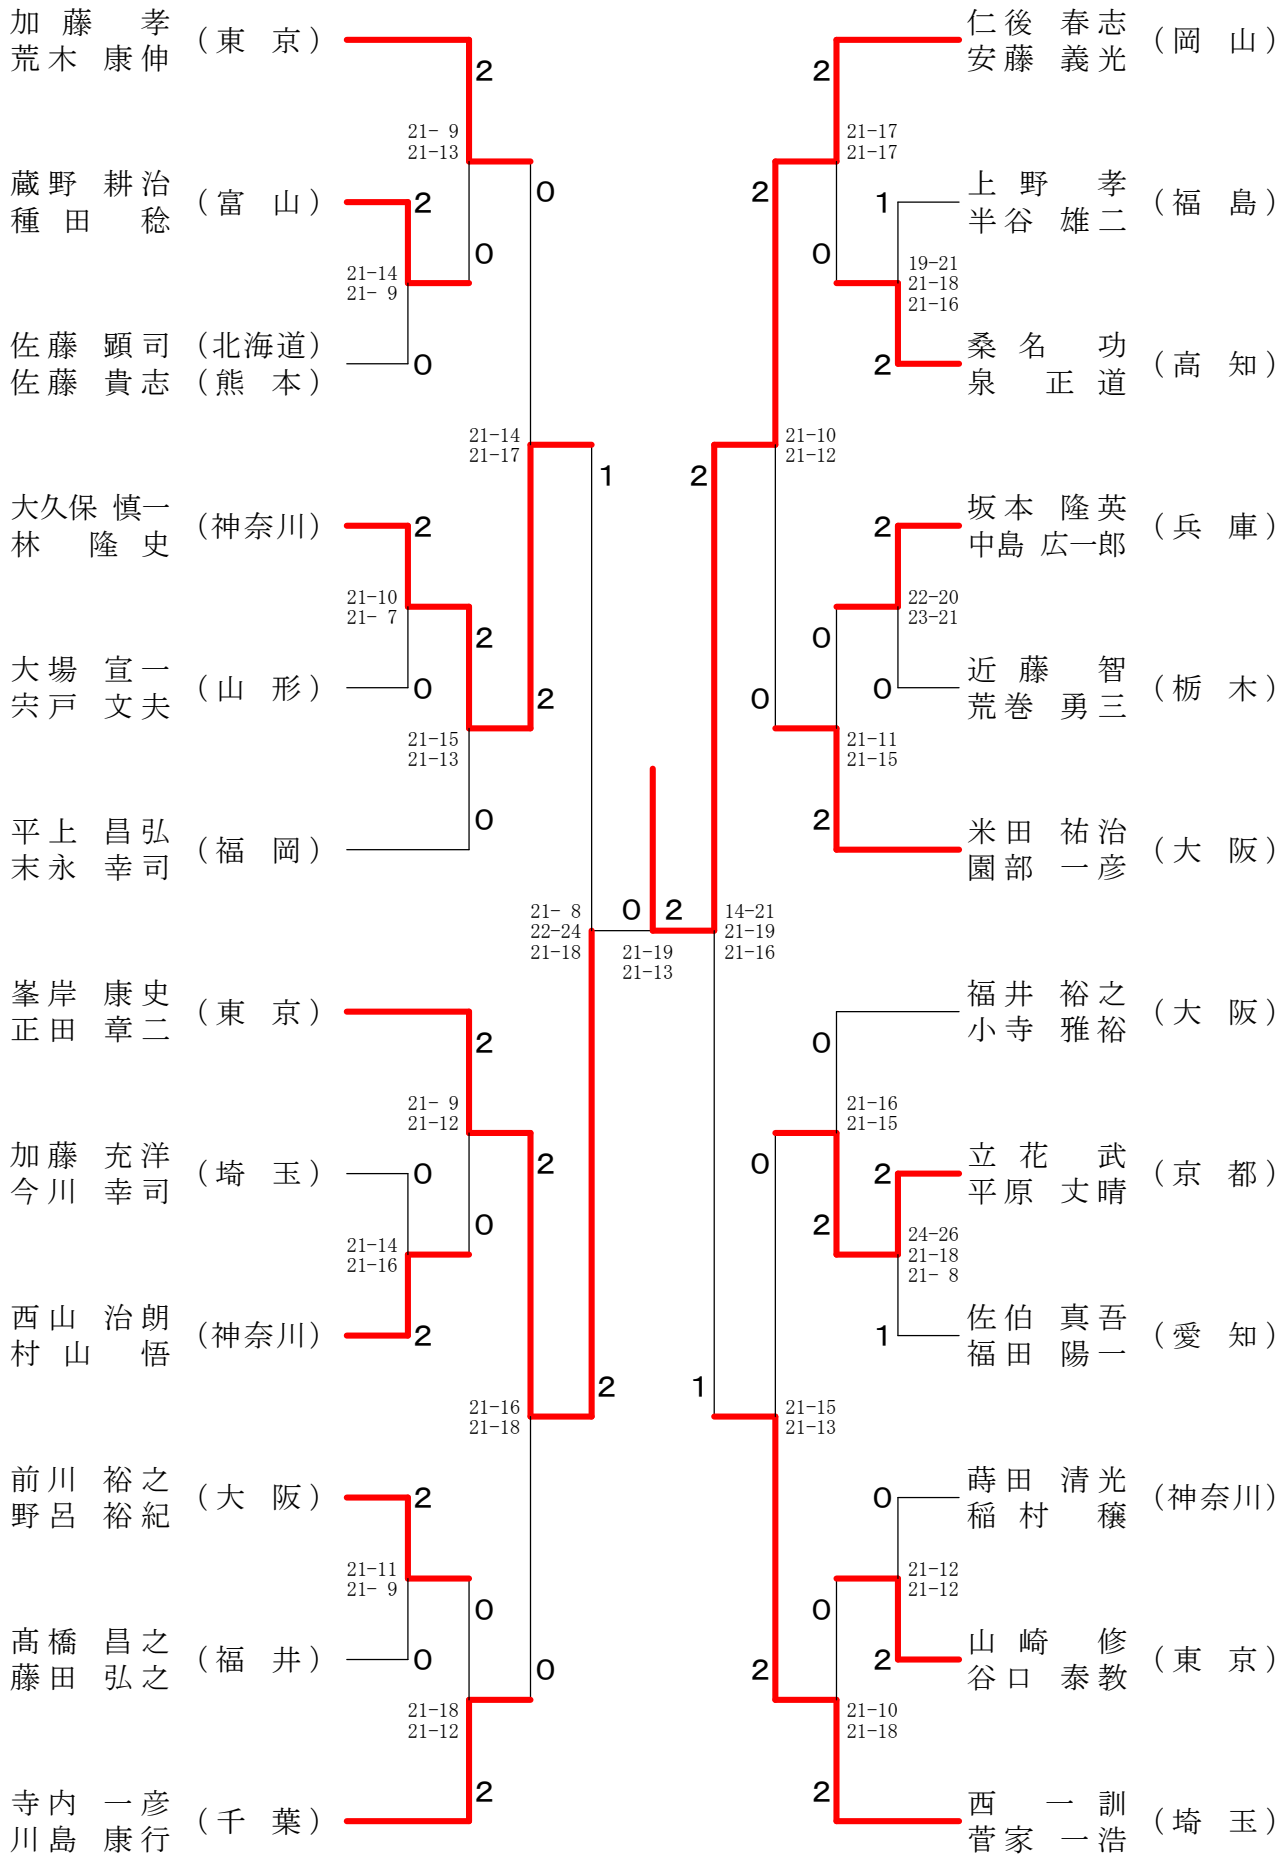 加藤 孝
荒木 康伸
(東 京)
2
21- 9
21-13
0
蔵野 耕治
種田 稔
(富 山)
2
0
21-14
21- 9
佐藤 顕司 (北海道)
佐藤 貴志 (熊 本)
0
21-14
21-17
1
大久保 慎一
林 隆史
(神奈川)
2
21-10
21- 7
2
大場 宣一
宍戸 文夫
(山 形)
0
2
21-15
21-13
平上 昌弘
末永 幸司
(福 岡)
0
21- 8
22-24
21-18
0
2
21-19
21-13
峯岸 康史
正田 章二
(東 京)
2
21- 9
21-12
加藤 充洋
今川 幸司
(埼 玉)
0
2
0
21-14
21-16
西山 治朗
村山 悟
(神奈川)
2
2
21-16
21-18
前川 裕之
野呂 裕紀
(大 阪)
2
21-11
21- 9
0
髙橋 昌之
藤田 弘之
(福 井)
0
0
21-18
21-12
寺内 一彦
川島 康行
(千 葉)
2
仁後 春志
安藤 義光
(岡 山)
2
21-17
21-17
2
上野 孝
半谷 雄二
(福 島)
1
0
19-21
21-18
21-16
桑名 功
泉 正道
(高 知)
2
21-10
21-12
2
坂本 隆英
中島 広一郎
(兵 庫)
2
22-20
23-21
0
近藤 智
荒巻 勇三
(栃 木)
0
0
21-11
21-15
米田 祐治
園部 一彦
(大 阪)
2
14-21
21-19
21-16
福井 裕之
小寺 雅裕
(大 阪)
0
21-16
21-15
0
立花 武
平原 丈晴
(京 都)
2
2
24-26
21-18
21- 8
佐伯 真吾
福田 陽一
(愛 知)
1
1
21-15
21-13
蒔田 清光
稲村 穣
(神奈川)
0
21-12
21-12
0
山崎 修
谷口 泰教
(東 京)
2
2
21-10
21-18
西 一訓
菅家 一浩
(埼 玉)
2